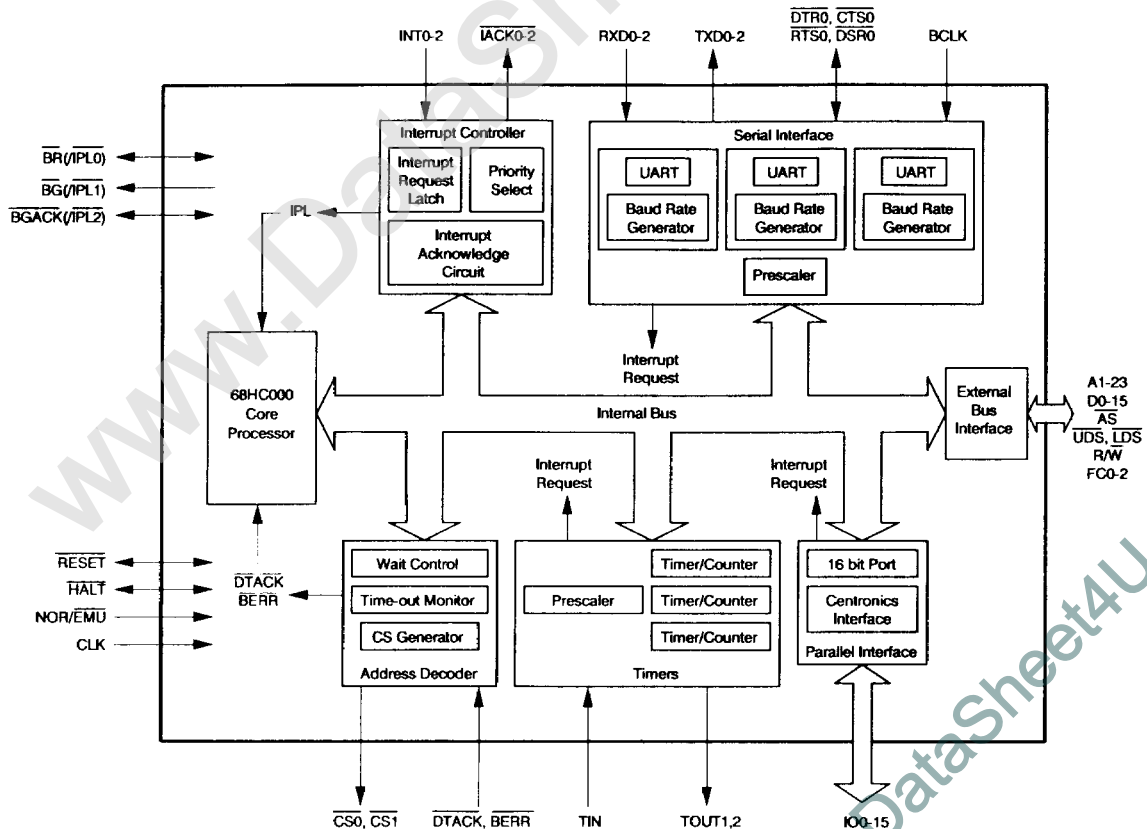 INT0-2
IACK0-2
RXD0-2
TXD0-2
DTR0, CTS0
RTS0, DSR0
BCLK
BR(/IPL0)
BG(/IPL1)
BGACK(/IPL2)
Interrupt Controller
Interrupt
Request
Latch
Priority
Select
Interrupt
Acknowledge
Circuit
IPL
Serial Interface
UART
Baud Rate
Generator
UART
Baud Rate
Generator
UART
Baud Rate
Generator
Prescaler
Interrupt
Request
68HC000
Core
Processor
Internal Bus
External
Bus
Interface
A1-23
D0-15
AS
UDS, LDS
R/W
FC0-2
Interrupt
Request
Interrupt
Request
RESET
HALT
NOR/EMU
CLK
DTACK
BERR
Wait Control
Time-out Monitor
CS Generator
Address Decoder
Prescaler
Timer/Counter
Timer/Counter
Timer/Counter
Timers
16 bit Port
Centronics
Interface
Parallel Interface
CS0, CS1
DTACK, BERR
TIN
TOUT1,2
IO0-15
www.DataSh
DataSheet4U